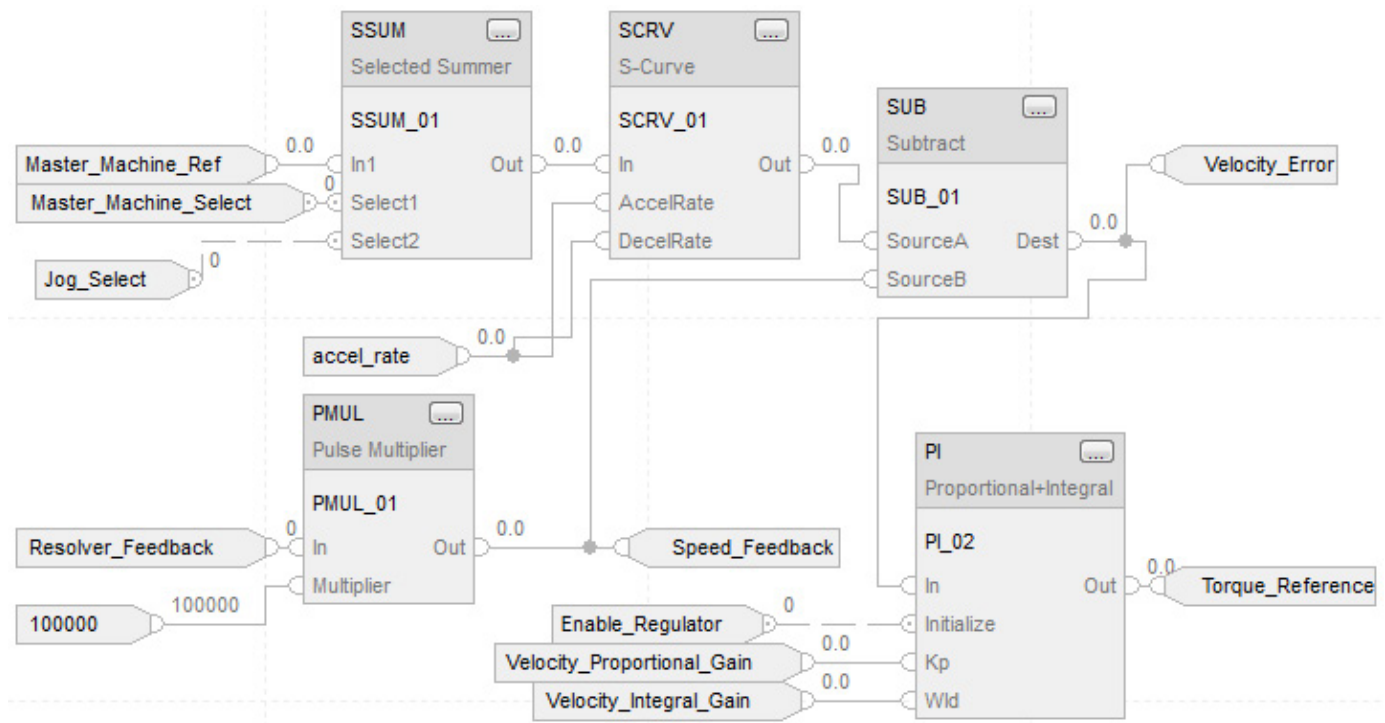 SSUM ...
Selected Summer
SSUM_01
In1 Out
Select1
Select2
SCRV ...
S-Curve
SCRV_01
In Out
AccelRate
DecelRate
SUB ...
Subtract
SUB_01
SourceA Dest
SourceB
Master_Machine_Ref
0.0
0.0
0.0
Master_Machine_Select
0
Jog_Select
0
Velocity_Error
0.0
accel_rate
0.0
PMUL ...
Pulse Multiplier
PMUL_01
In Out
Multiplier
Resolver_Feedback
0
0.0
Speed_Feedback
100000
100000
PI ...
Proportional+Integral
PI_02
In Out
Initialize
Kp
Wld
0.0
Torque_Reference
Enable_Regulator
0
Velocity_Proportional_Gain
0.0
Velocity_Integral_Gain
0.0